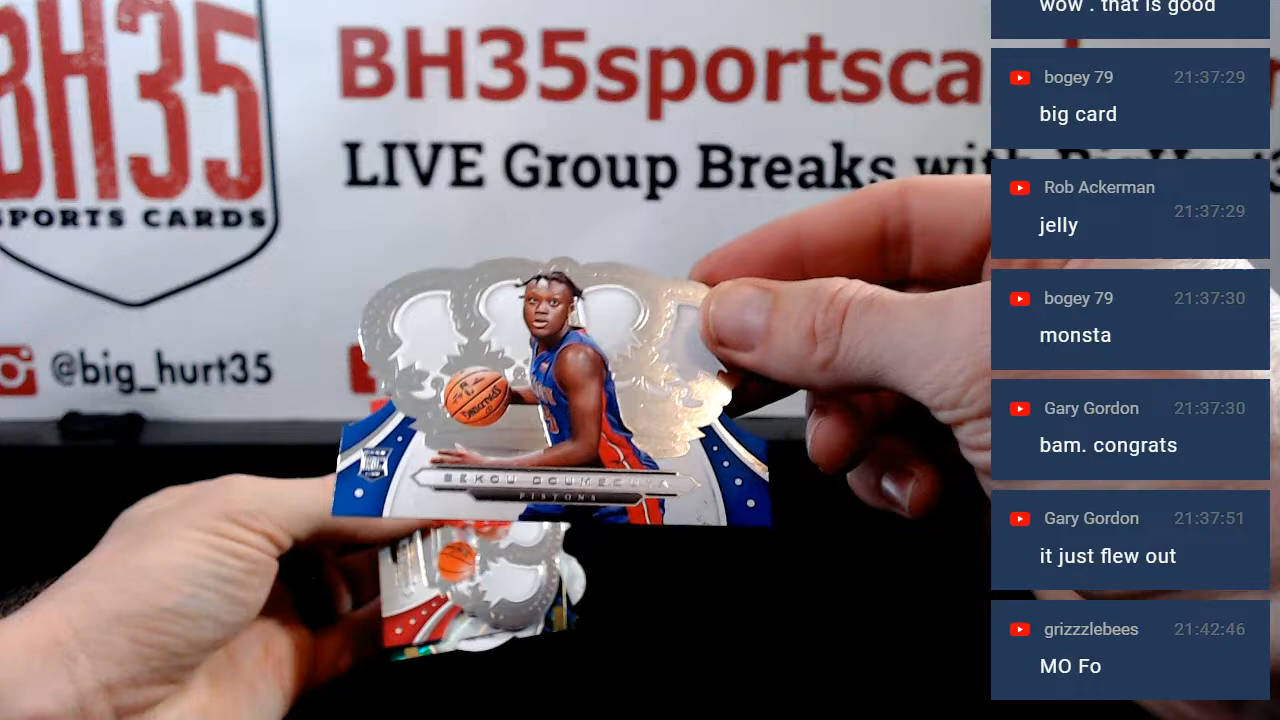 BH35
SPORTS CARDS
BH35sportsca
LIVE Group Breaks with
@big_hurt35
SEKOU DOUMBOUYA
PISTONS
SPALDING
wow . that is good
bogey 79 21:37:29
big card
Rob Ackerman 21:37:29
jelly
bogey 79 21:37:30
monsta
Gary Gordon 21:37:30
bam. congrats
Gary Gordon 21:37:51
it just flew out
grizzzlebees 21:42:46
MO Fo